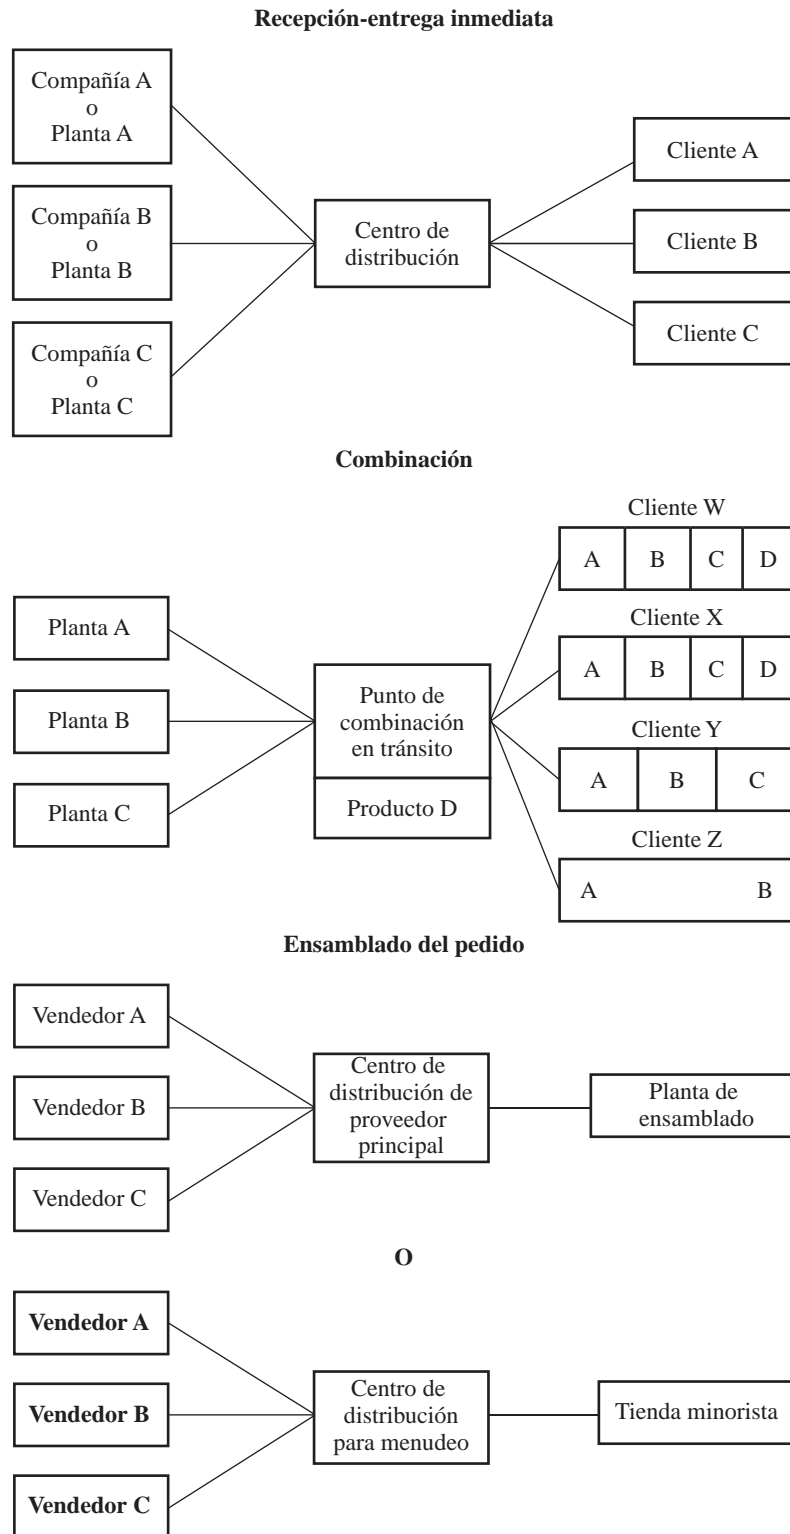 Recepción-entrega inmediata
Compañía A
o
Planta A
Compañía B
o
Planta B
Compañía C
o
Planta C
Centro de
distribución
Cliente A
Cliente B
Cliente C
Combinación
Planta A
Planta B
Planta C
Punto de
combinación
en tránsito
Producto D
Cliente W
A B C D
Cliente X
A B C D
Cliente Y
A B C
Cliente Z
A B
Ensamblado del pedido
Vendedor A
Vendedor B
Vendedor C
Centro de
distribución de
proveedor
principal
Planta de
ensamblado
O
Vendedor A
Vendedor B
Vendedor C
Centro de
distribución
para menudeo
Tienda minorista